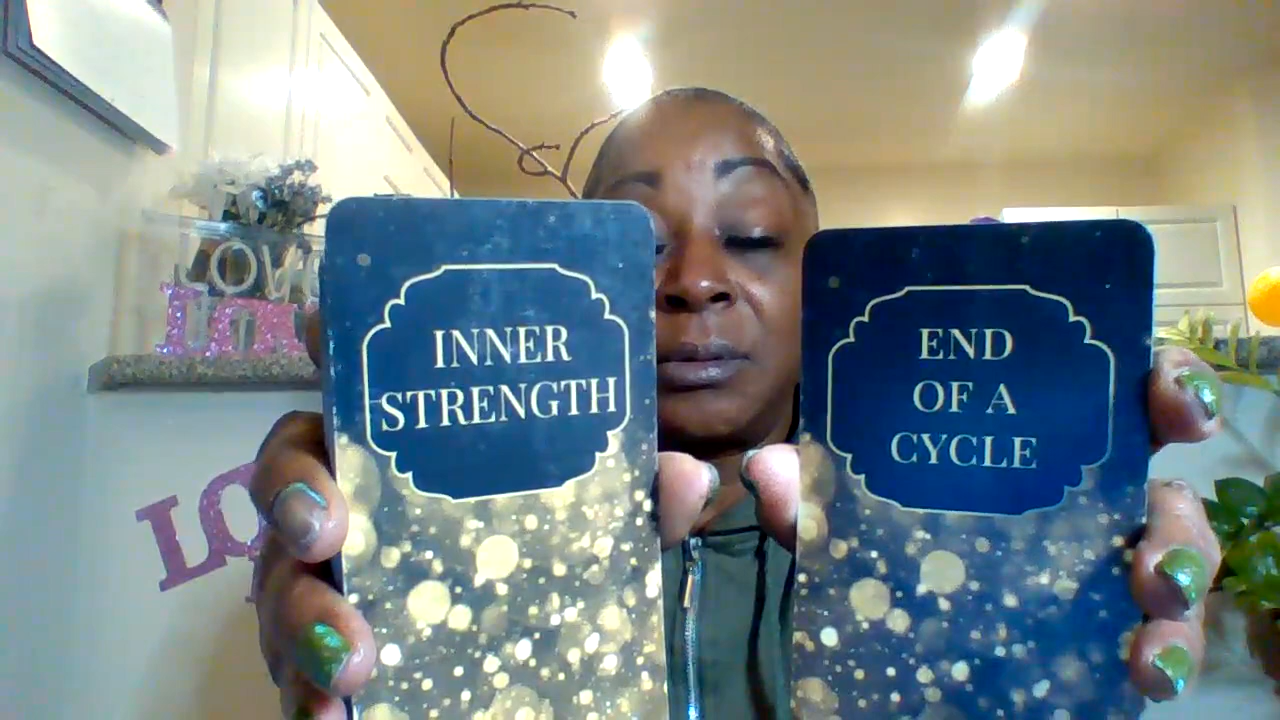 INNER
STRENGTH
END
OF A
CYCLE
LOVE